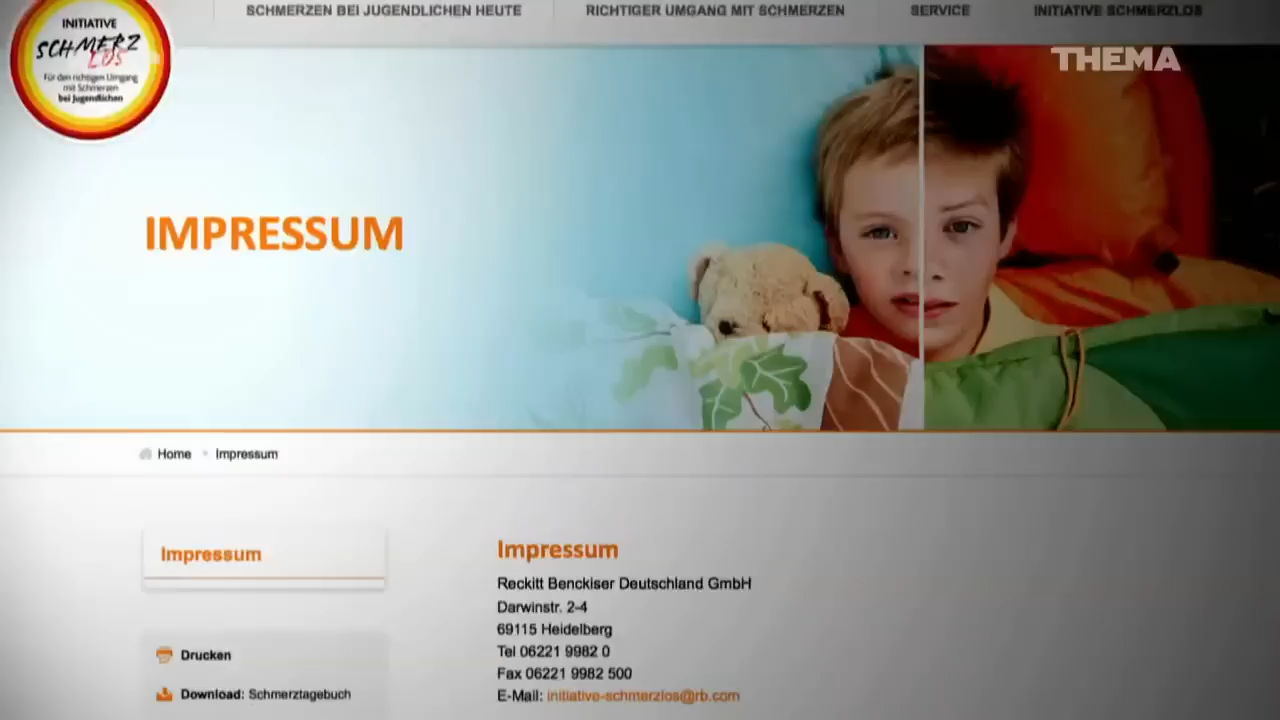 INITIATIVE
SCHMERZ
LOS
Für den richtigen Umgang
mit Schmerzen
bei Jugendlichen
SCHMERZEN BEI JUGENDLICHEN HEUTE
RICHTIGER UMGANG MIT SCHMERZEN
SERVICE
INITIATIVE SCHMERZLOS
THEMA
IMPRESSUM
Home
Impressum
Impressum
Drucken
Download: Schmerztagebuch
Impressum
Reckitt Benckiser Deutschland GmbH
Darwinstr. 2-4
69115 Heidelberg
Tel 06221 9982 0
Fax 06221 9982 500
E-Mail: initiative-schmerzlos@rb.com